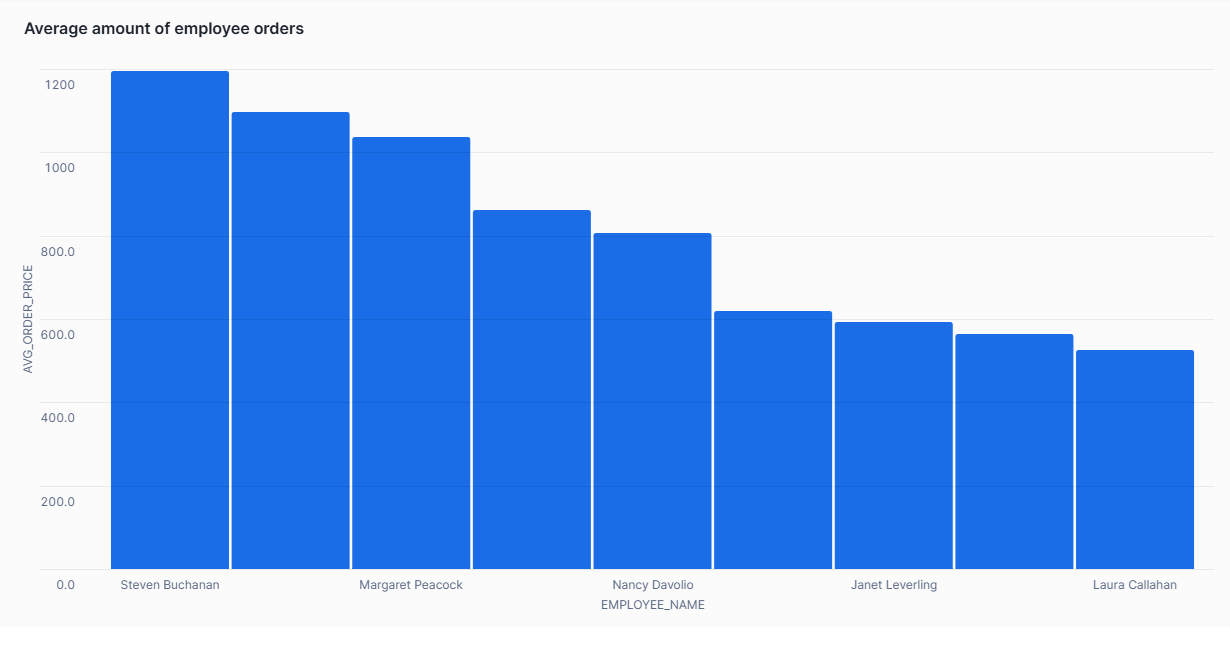 Average amount of employee orders
1200
1000
800.0
600.0
400.0
200.0
0.0
AVG_ORDER_PRICE
Steven Buchanan Margaret Peacock Nancy Davolio Janet Leverling Laura Callahan
EMPLOYEE_NAME